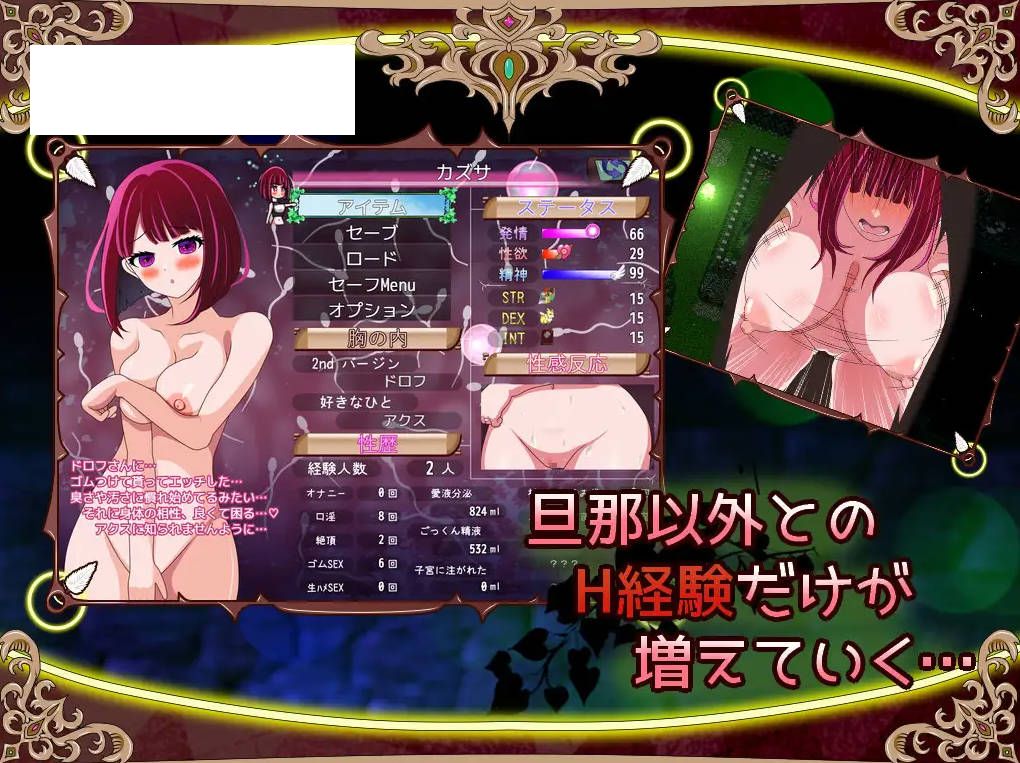 カズサ
アイテム
セーブ
ロード
セーフMenu
オプション
胸の内
2nd バージン
ドロフ
好きなひと
アクス
性歴
経験人数 2 人
オナニー 0 回
口淫 8 回
絶頂 2 回
ゴムSEX 6 回
生ハメSEX 0 回
愛液分泌
824 ml
ごっくん精液
532 ml
子宮に注がれた
0 ml
ステータス
発情 66
性欲 29
精神 99
STR 15
DEX 15
INT 15
性感反応
???
ドロフさんに…
ゴムつけて貰ってエッチした…
臭さや汚さに慣れ始めてるみたい…
それに身体の相性、良くて困る…♡
アクスに知られませんように…
旦那以外との
H経験だけが
増えていく…